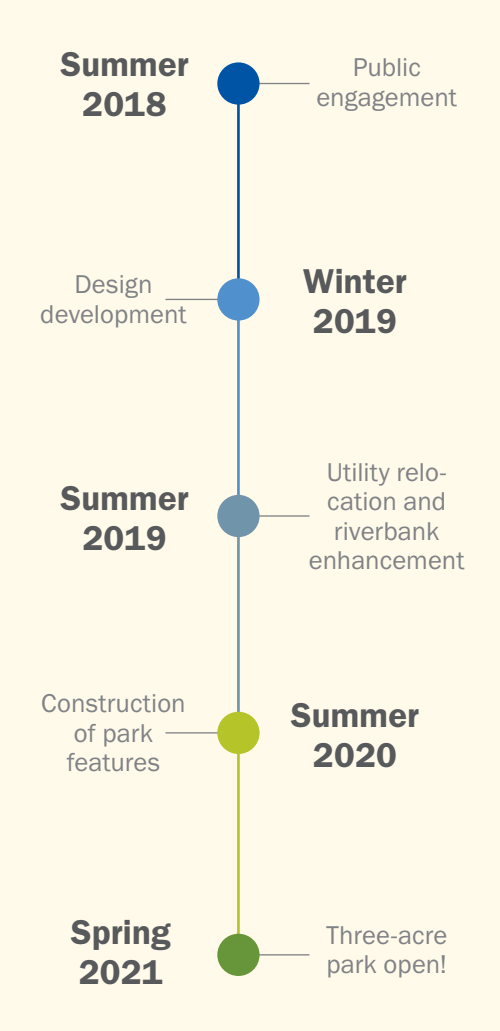 Summer
2018
Public
engagement
Design
development
Winter
2019
Summer
2019
Utility relo-
cation and
riverbank
enhancement
Construction
of park
features
Summer
2020
Spring
2021
Three-acre
park open!